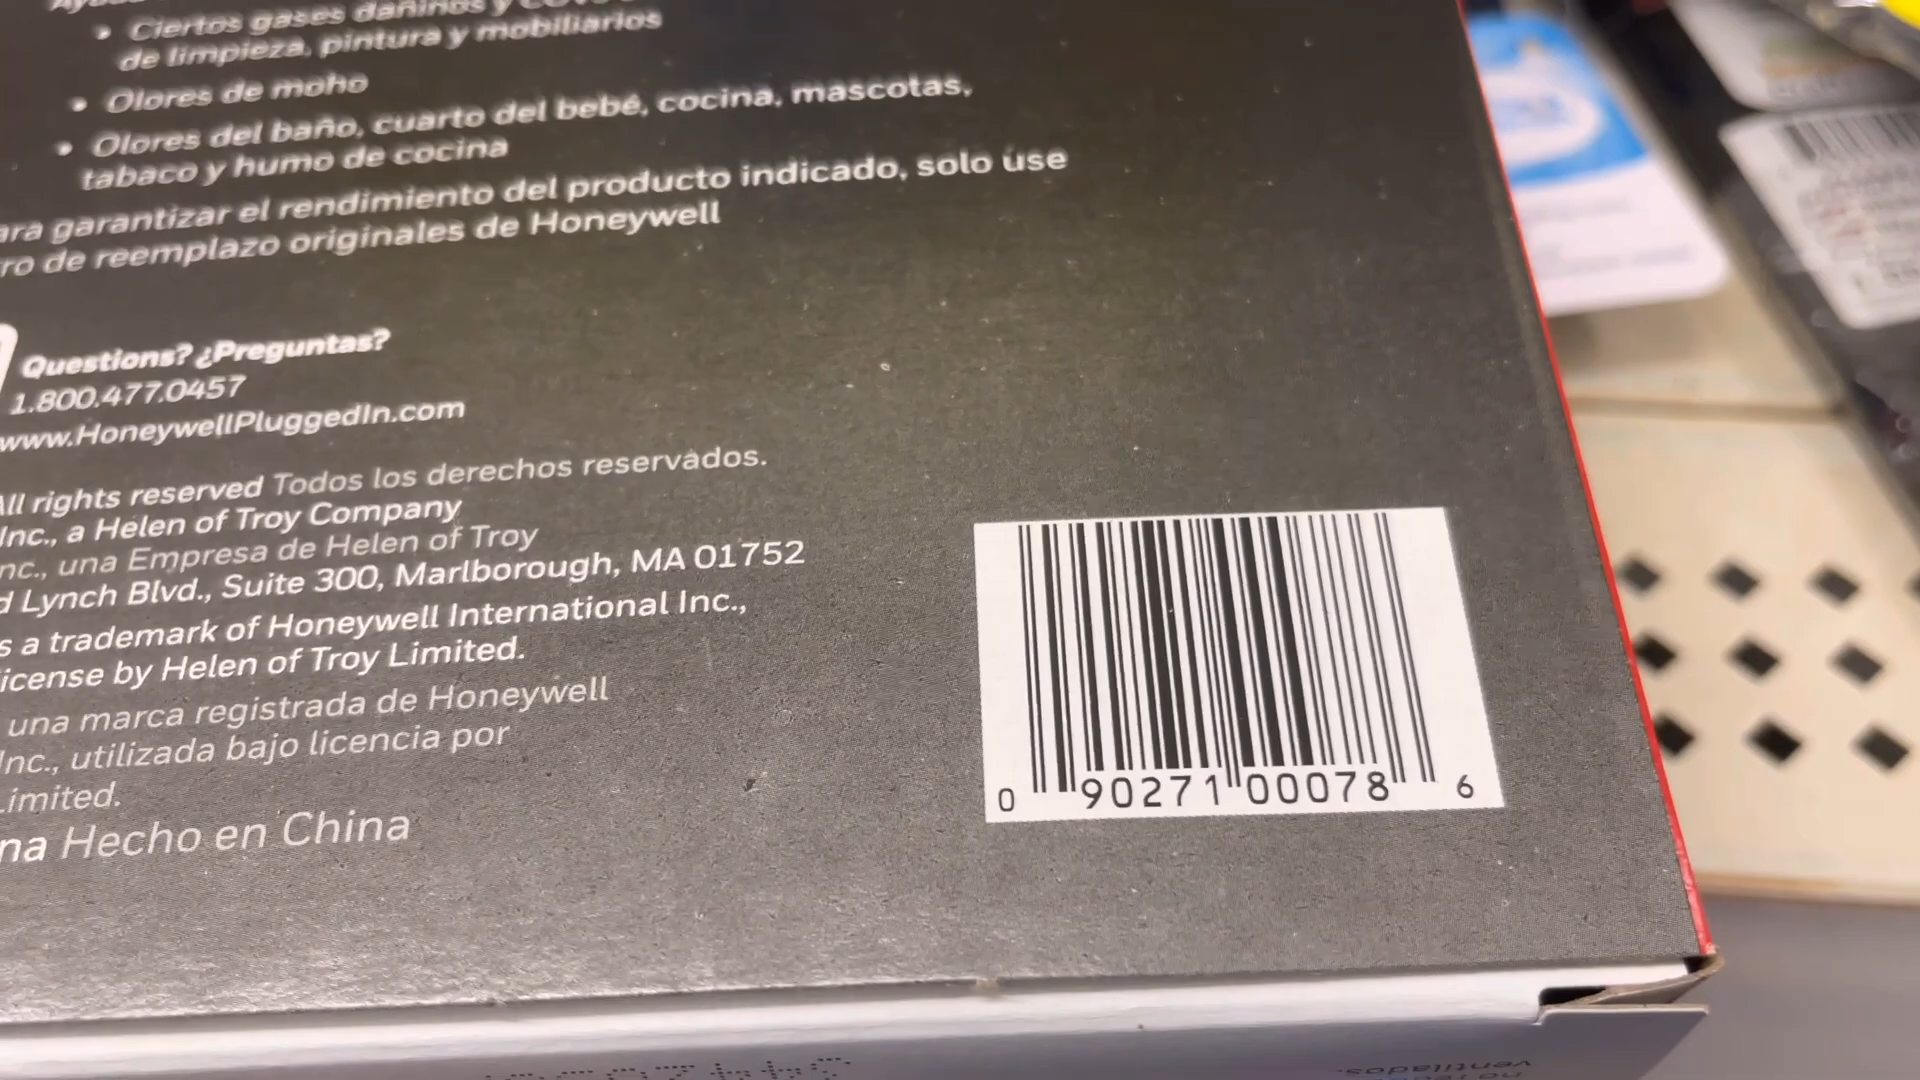 • Ciertos gases dañinos y
de limpieza, pintura y mobiliarios
• Olores de moho
• Olores del baño, cuarto del bebé, cocina, mascotas,
tabaco y humo de cocina
ara garantizar el rendimiento del producto indicado, solo use
ro de reemplazo originales de Honeywell
Questions? ¿Preguntas?
1.800.477.0457
www.HoneywellPluggedIn.com
All rights reserved Todos los derechos reservados.
Inc., a Helen of Troy Company
nc., una Empresa de Helen of Troy
d Lynch Blvd., Suite 300, Marlborough, MA 01752
s a trademark of Honeywell International Inc.,
license by Helen of Troy Limited.
una marca registrada de Honeywell
Inc., utilizada bajo licencia por
Limited.
na Hecho en China
0 90271 00078 6
ventilados.